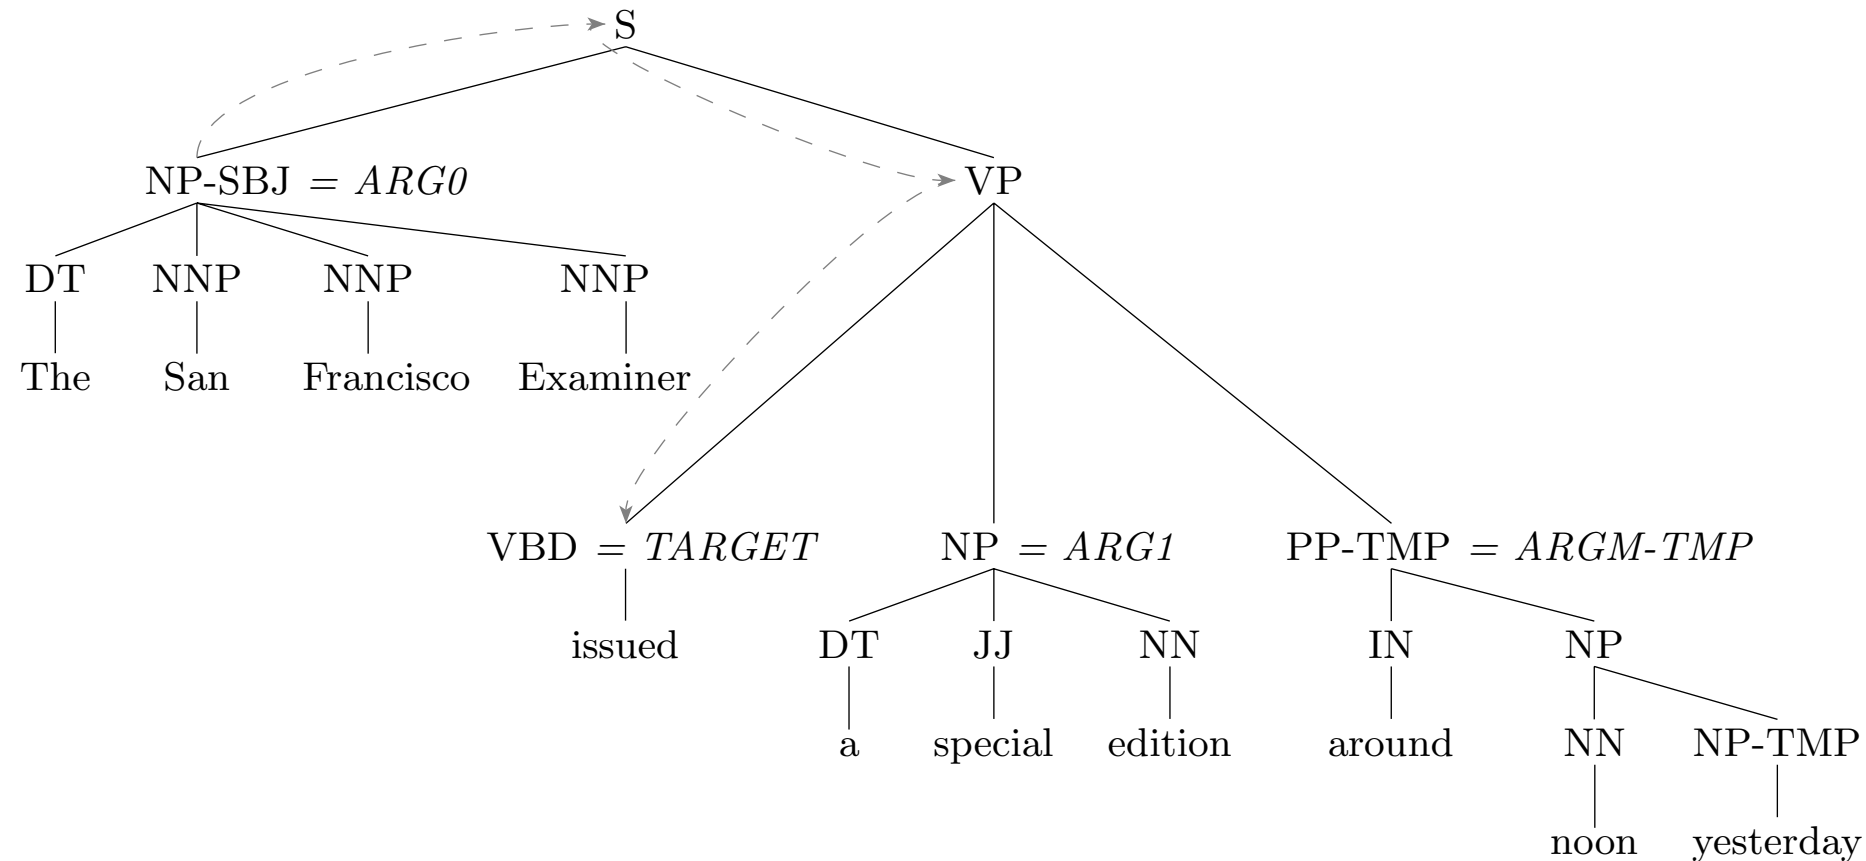 S
NP-SBJ = ARG0 VP
DT NNP NNP NNP
The San Francisco Examiner
VBD = TARGET NP = ARG1 PP-TMP = ARGM-TMP
issued DT JJ NN IN NP
a special edition around NN NP-TMP
noon yesterday